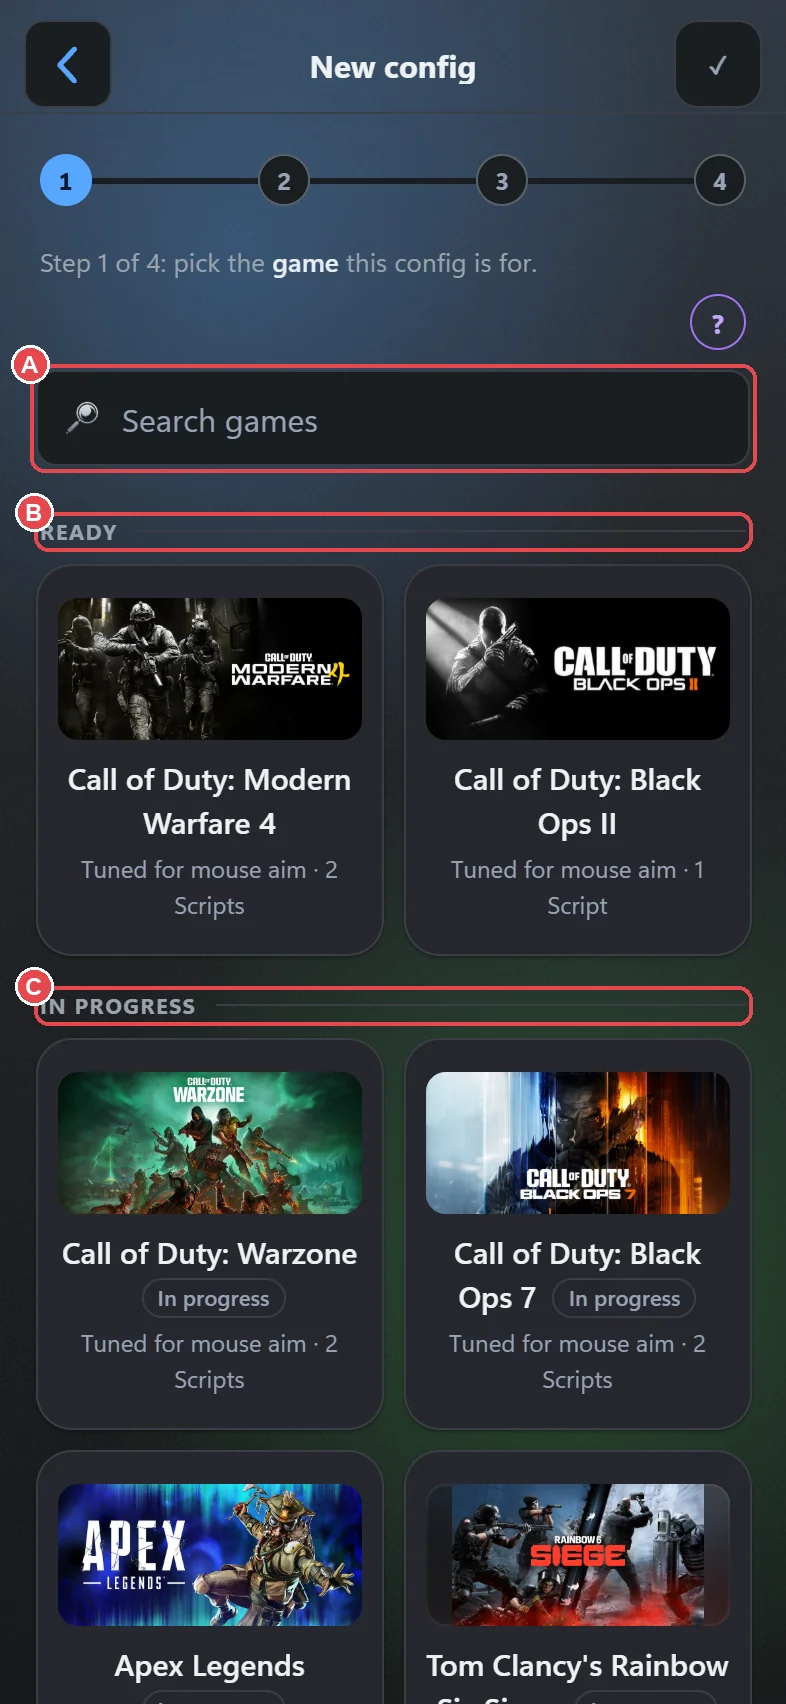 New config
✓
1
2
3
4
Step 1 of 4: pick the game this config is for.
?
A
Search games
B
READY
CALL OF DUTY
MODERN
WARFARE 4
CALL OF DUTY
BLACK OPS II
Call of Duty: Modern
Warfare 4
Tuned for mouse aim · 2
Scripts
Call of Duty: Black
Ops II
Tuned for mouse aim · 1
Script
C
IN PROGRESS
CALL OF DUTY
WARZONE
CALL OF DUTY
BLACK OPS 7
Call of Duty: Warzone
In progress
Tuned for mouse aim · 2
Scripts
Call of Duty: Black
Ops 7 In progress
Tuned for mouse aim · 2
Scripts
APEX
LEGENDS
RAINBOW 6
SIEGE
Apex Legends
Tom Clancy's Rainbow